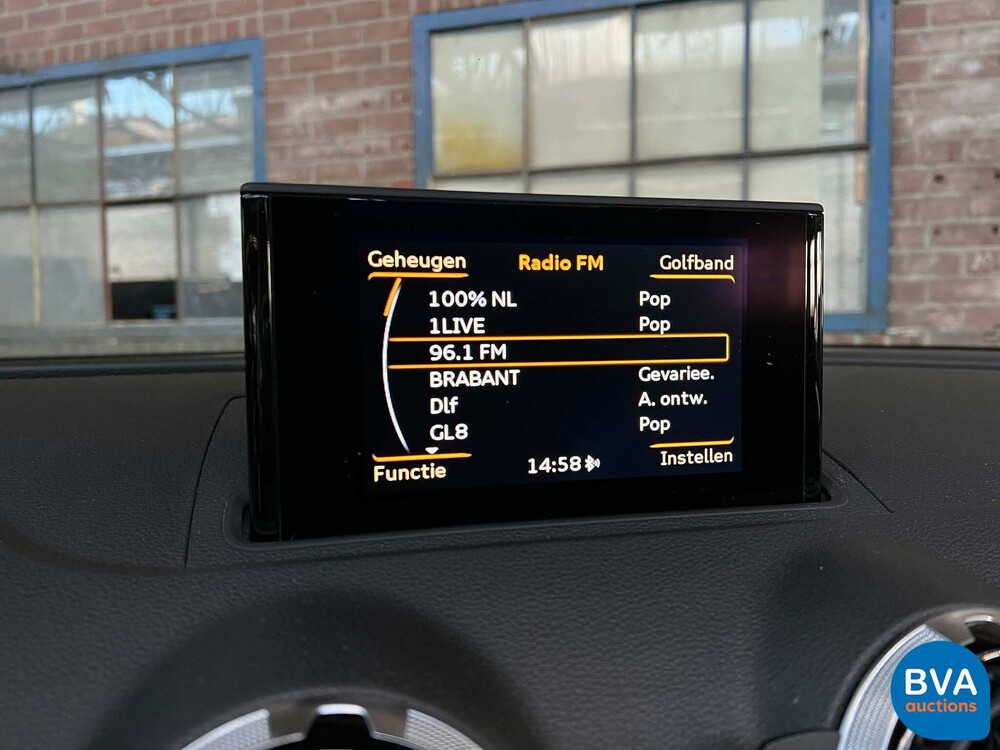 Geheugen Radio FM Golfband
100% NL Pop
1LIVE Pop
96.1 FM
BRABANT Gevariee.
Dlf A. ontw.
GL8 Pop
Functie 14:58 Instellen
BVA
auctions